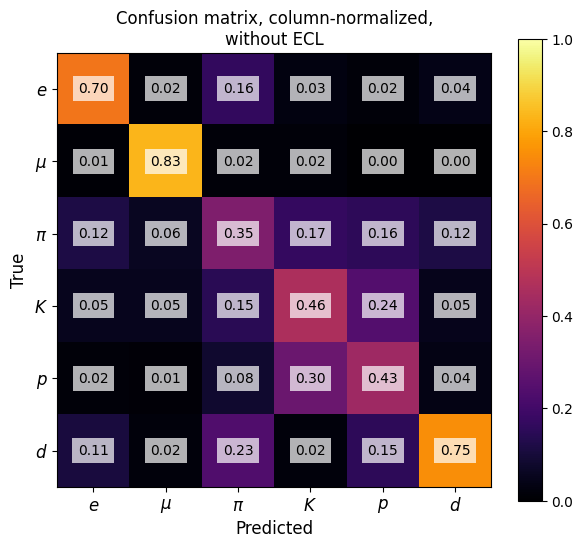 Confusion matrix, column-normalized,
without ECL
True
e 0.70 0.02 0.16 0.03 0.02 0.04
μ 0.01 0.83 0.02 0.02 0.00 0.00
π 0.12 0.06 0.35 0.17 0.16 0.12
K 0.05 0.05 0.15 0.46 0.24 0.05
p 0.02 0.01 0.08 0.30 0.43 0.04
d 0.11 0.02 0.23 0.02 0.15 0.75
e μ π K p d
Predicted
1.0
0.8
0.6
0.4
0.2
0.0